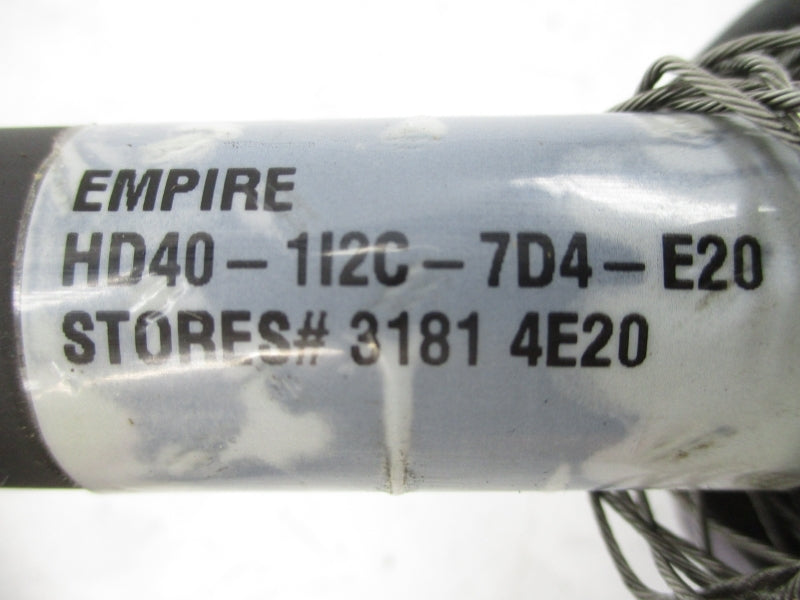 EMPIRE
HD40-1I2C-7D4-E20
STORES# 3181 4E20